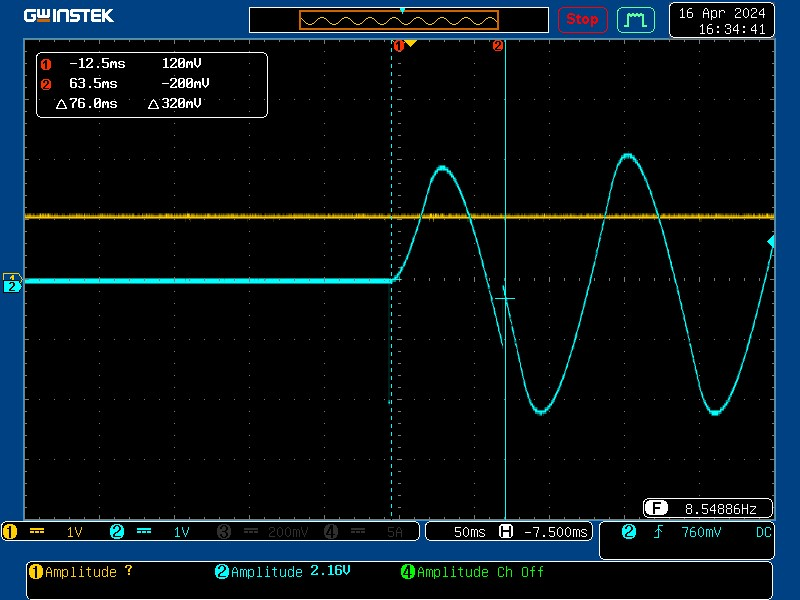 GWINSTEK
Stop
16 Apr 2024
16:34:41
1 -12.5ms 120mV
2 63.5ms -200mV
△76.0ms △320mV
1 2
1
2
F 8.54886Hz
1 1V 2 1V 3 200mV 4 5A
50ms H -7.500ms
2 760mV DC
1 Amplitude ? 2 Amplitude 2.16V 4 Amplitude Ch Off